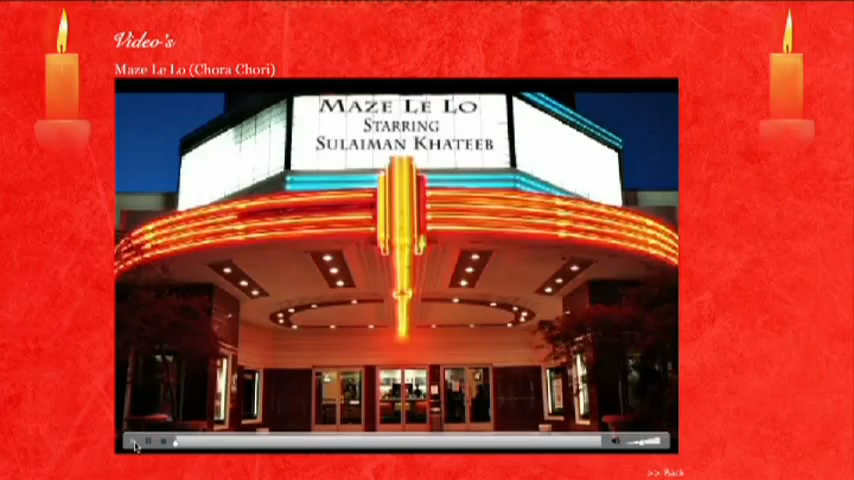 Video's
Maze Le Lo (Chora Chori)
MAZE LE LO
STARRING
SULAIMAN KHATEEB
>> Back